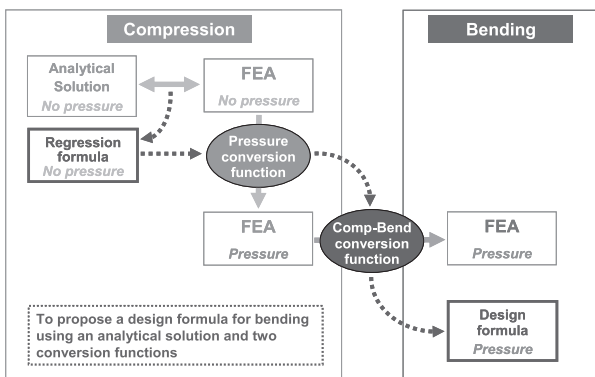 Compression
Bending
Analytical
Solution
No pressure
FEA
No pressure
Regression
formula
No pressure
Pressure
conversion
function
FEA
Pressure
Comp-Bend
conversion
function
FEA
Pressure
To propose a design formula for bending
using an analytical solution and two
conversion functions
Design
formula
Pressure